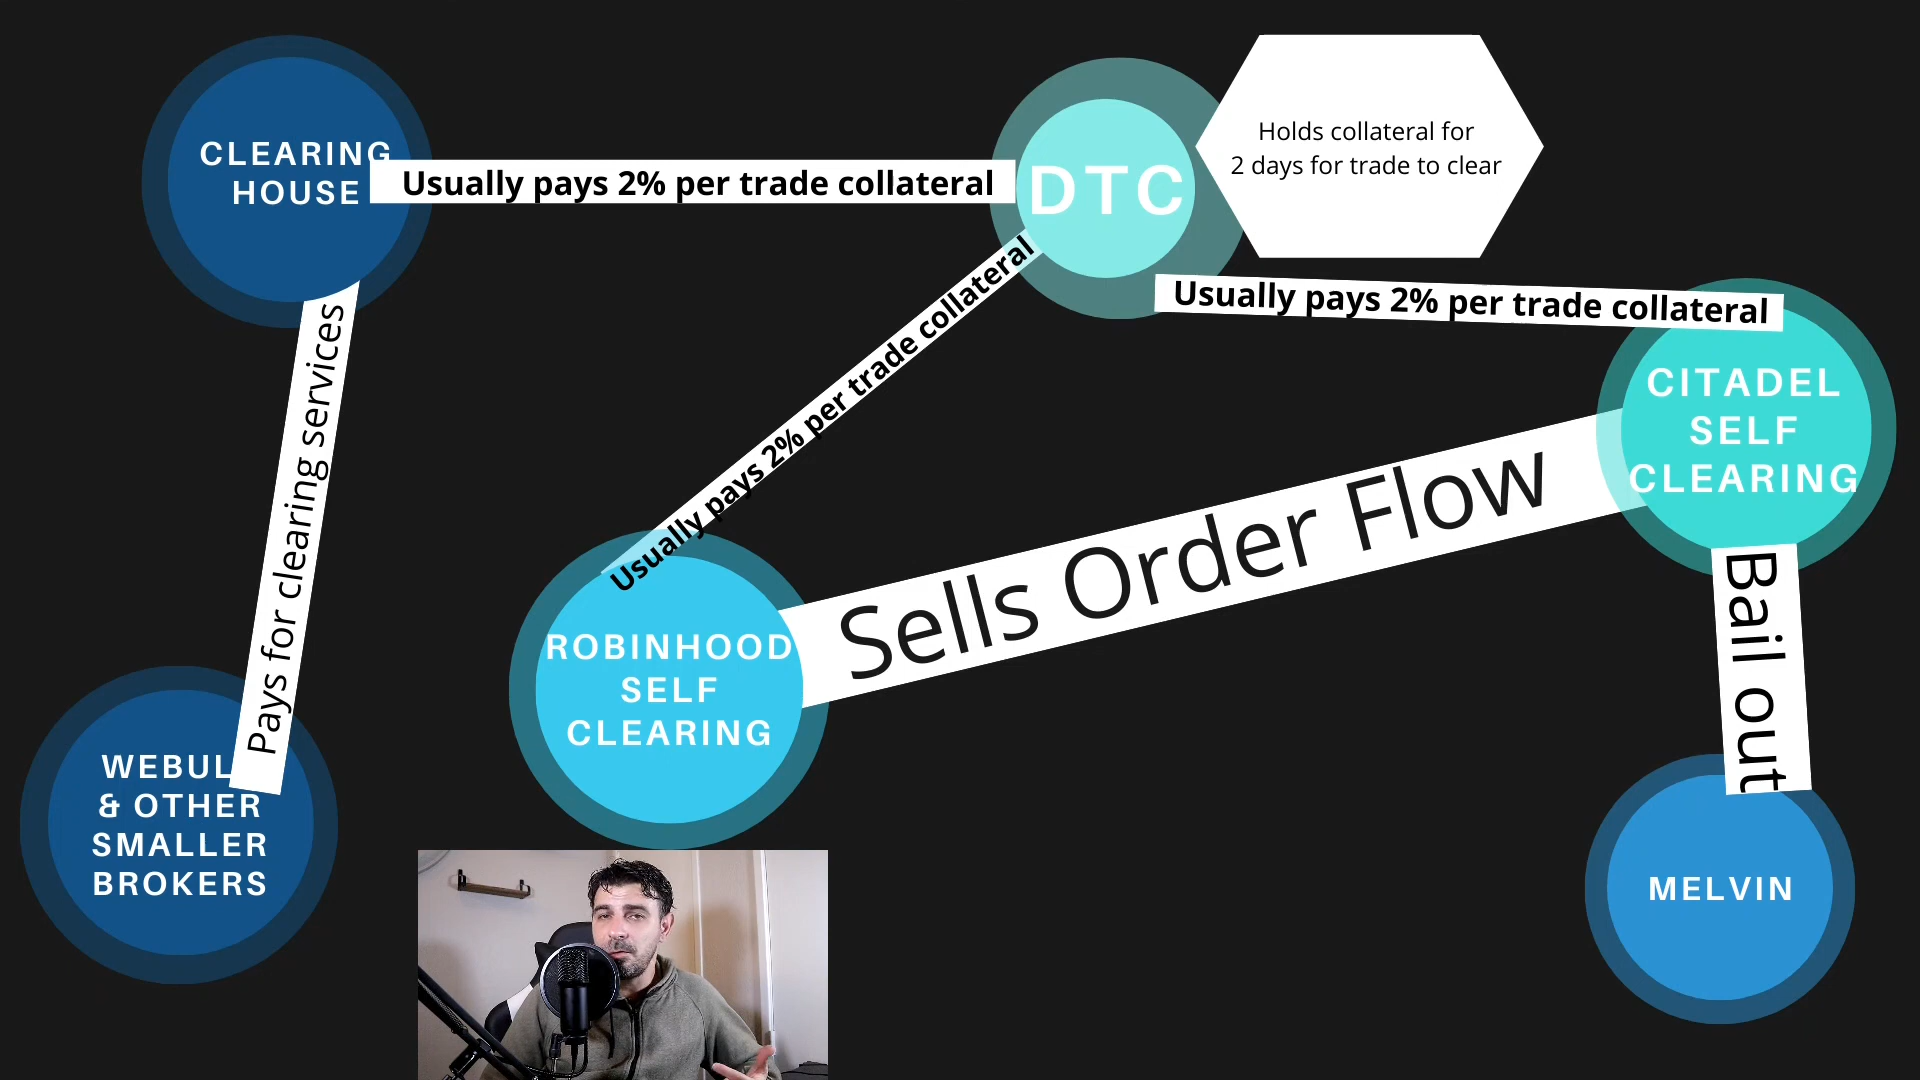 CLEARING
HOUSE
Usually pays 2% per trade collateral
DTC
Holds collateral for
2 days for trade to clear
Usually pays 2% per trade collateral
Usually pays 2% per trade collateral
CITADEL
SELF
CLEARING
Pays for clearing services
Sells Order Flow
ROBINHOOD
SELF
CLEARING
Bail out
WEBUL
& OTHER
SMALLER
BROKERS
MELVIN